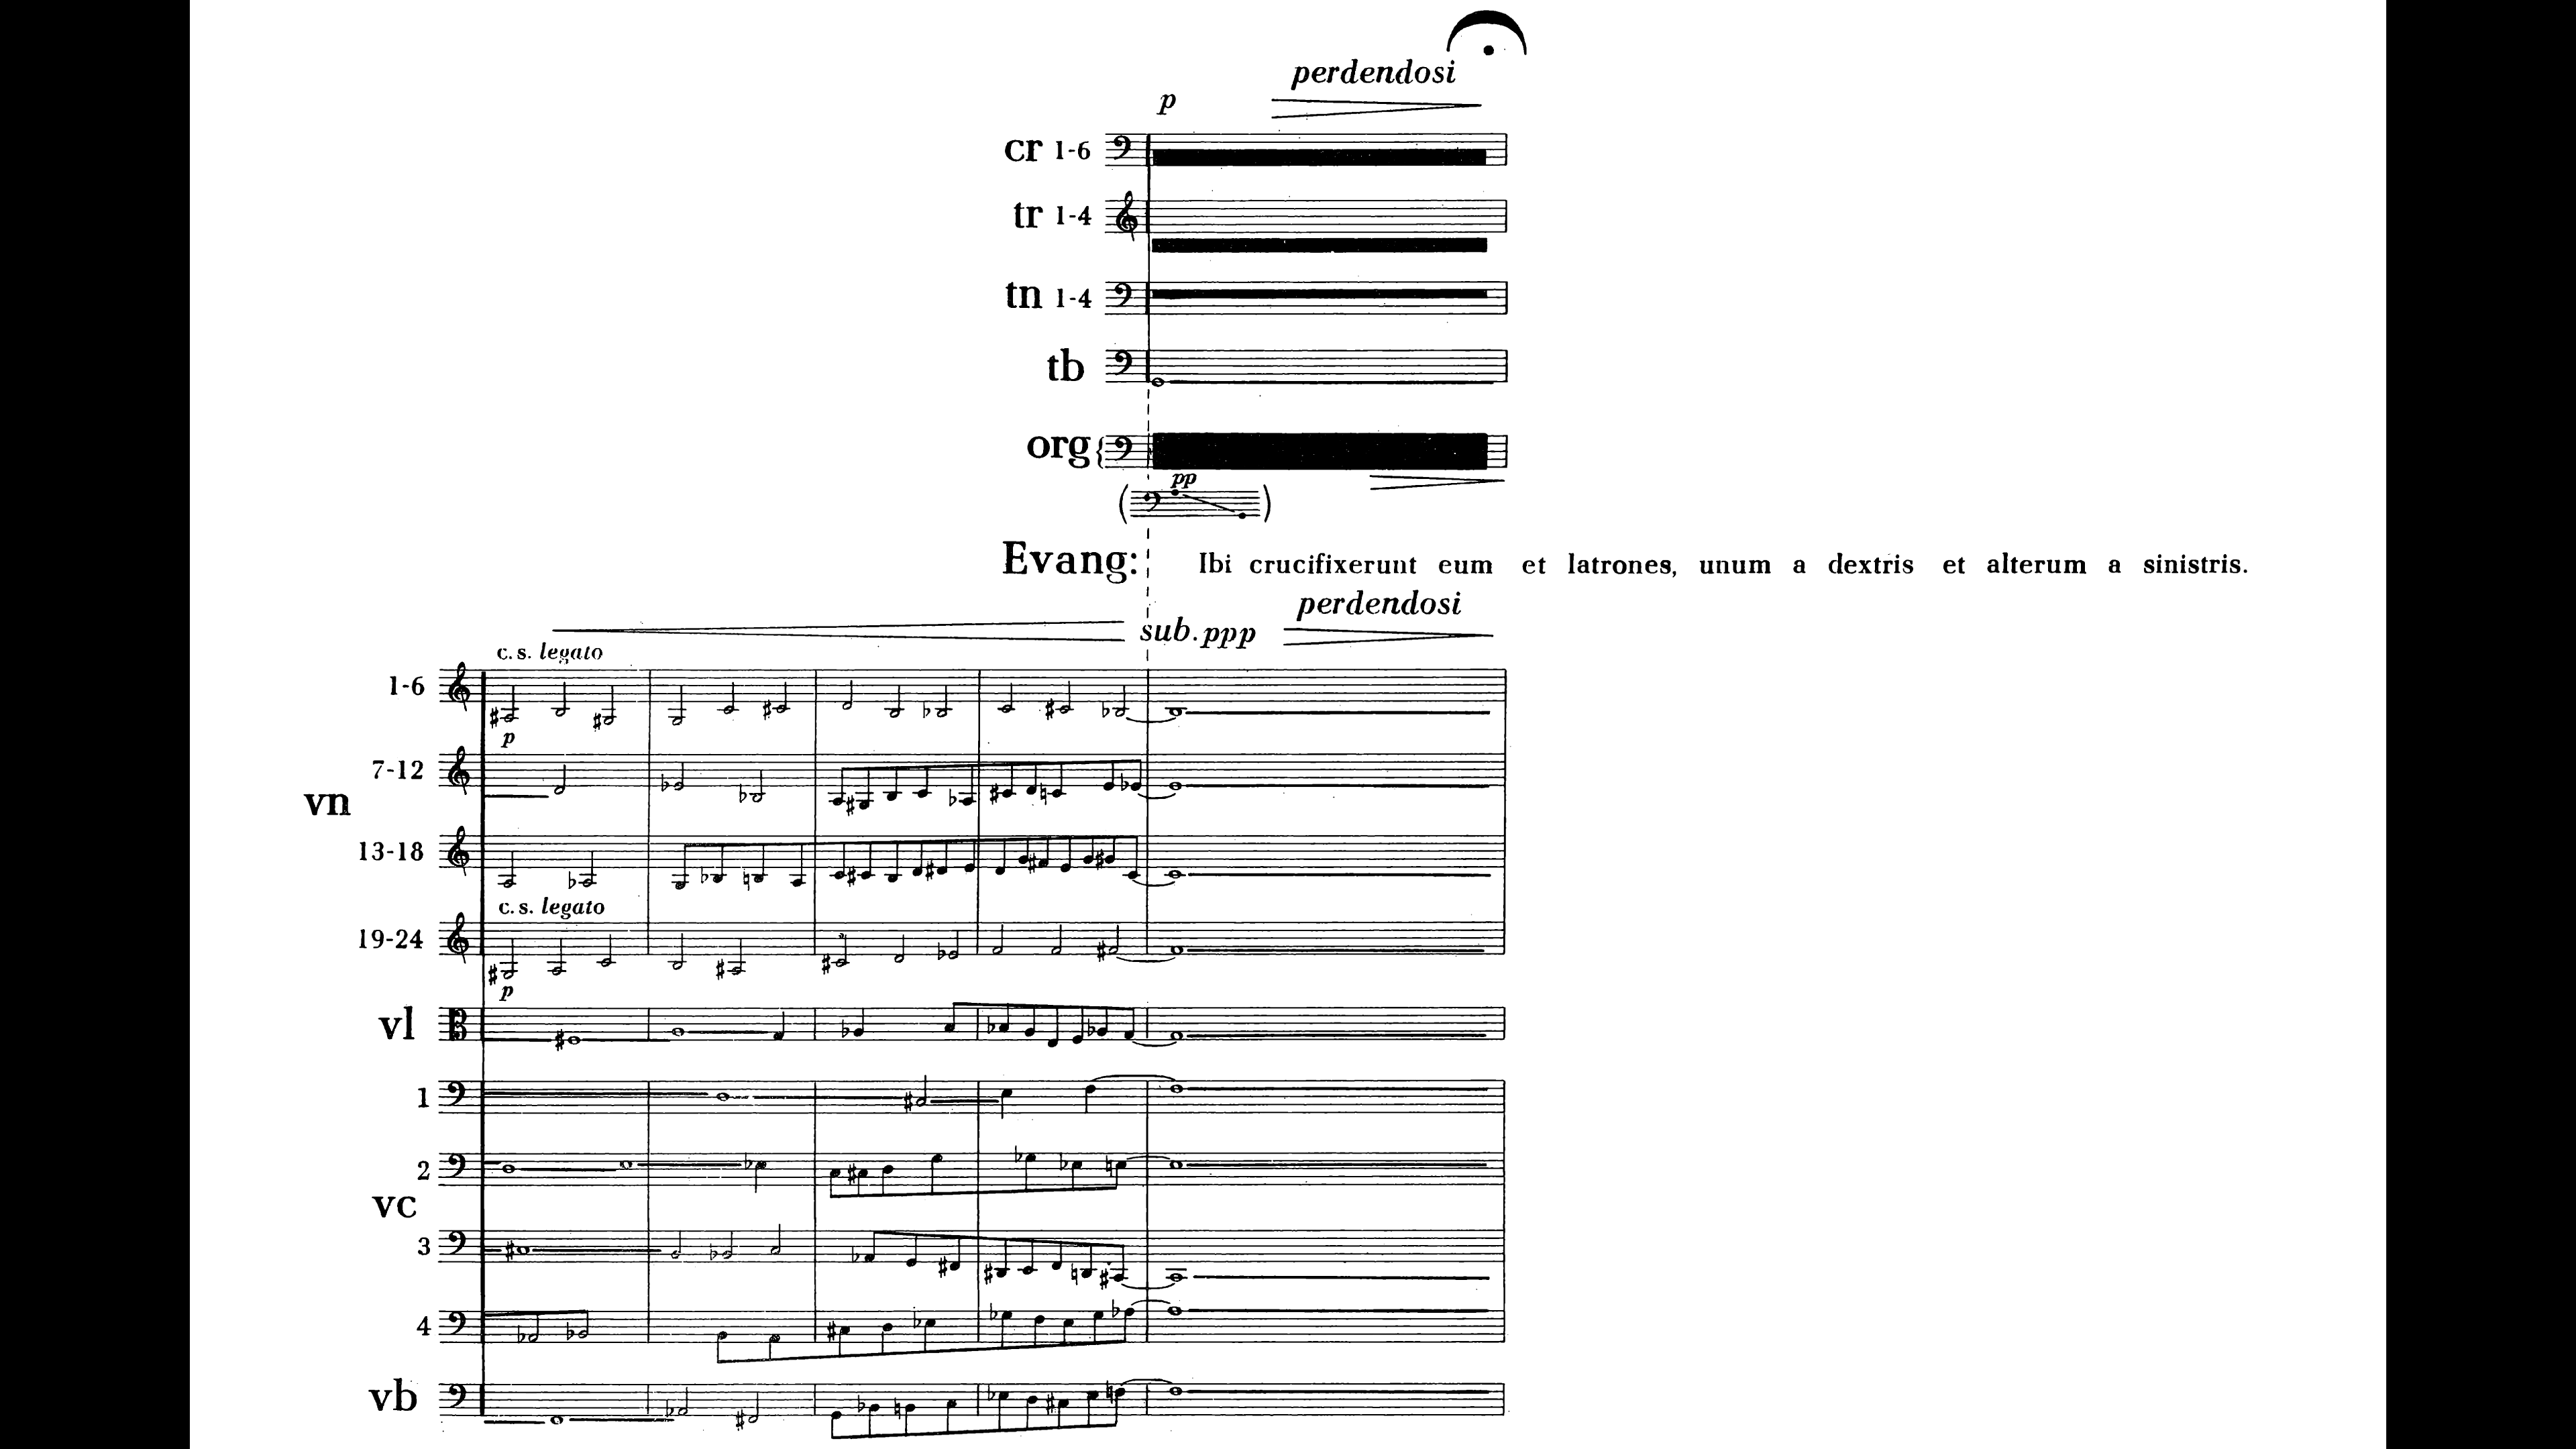 perdendosi
p
cr 1-6
tr 1-4
tn 1-4
tb
org
pp
Evang: Ibi crucifixerunt eum et latrones, unum a dextris et alterum a sinistris.
perdendosi
sub. ppp
c. s. legato
1-6
p
7-12
vn
13-18
c. s. legato
19-24
p
vl
1
2
vc
3
4
vb